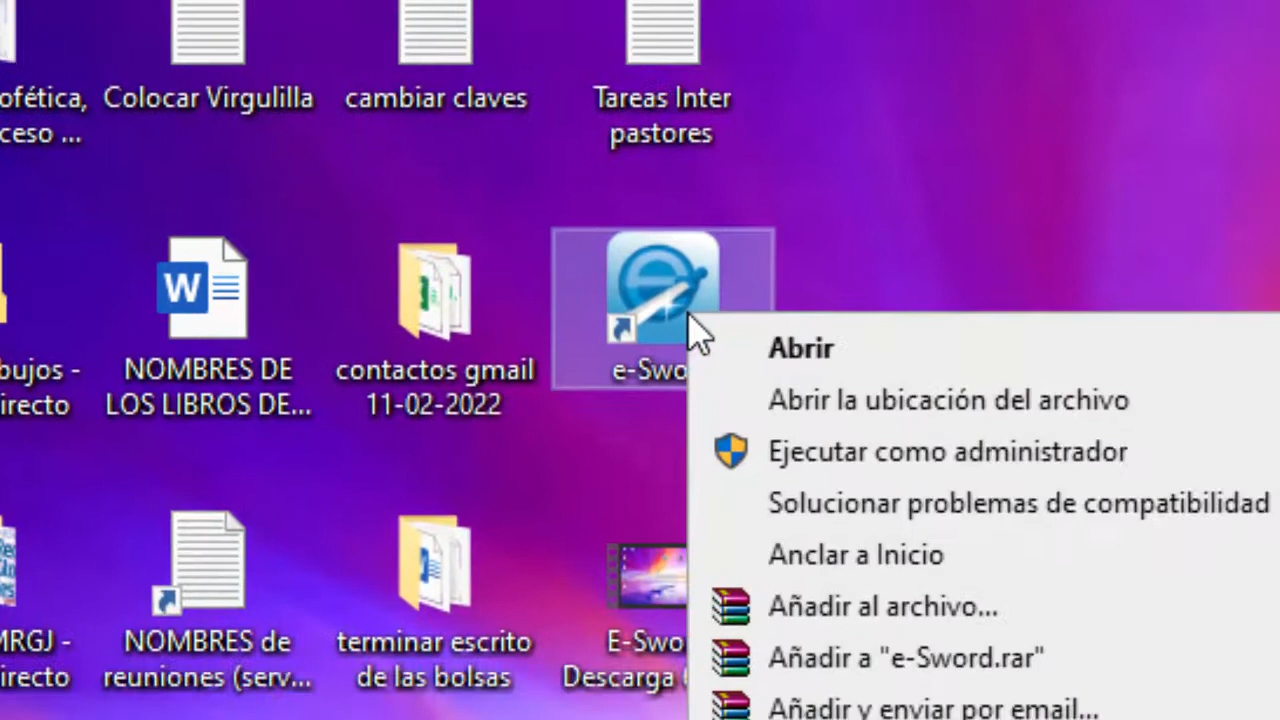 ofética,
ceso ...
Colocar Virgulilla
cambiar claves
Tareas Inter
pastores
bujos -
irecto
NOMBRES DE
LOS LIBROS DE...
contactos gmail
11-02-2022
e-Swo
Abrir
Abrir la ubicación del archivo
Ejecutar como administrador
Solucionar problemas de compatibilidad
Anclar a Inicio
Añadir al archivo...
Añadir a "e-Sword.rar"
Añadir y enviar por email...
MRGJ -
irecto
NOMBRES de
reuniones (serv...
terminar escrito
de las bolsas
E-Swo
Descarga